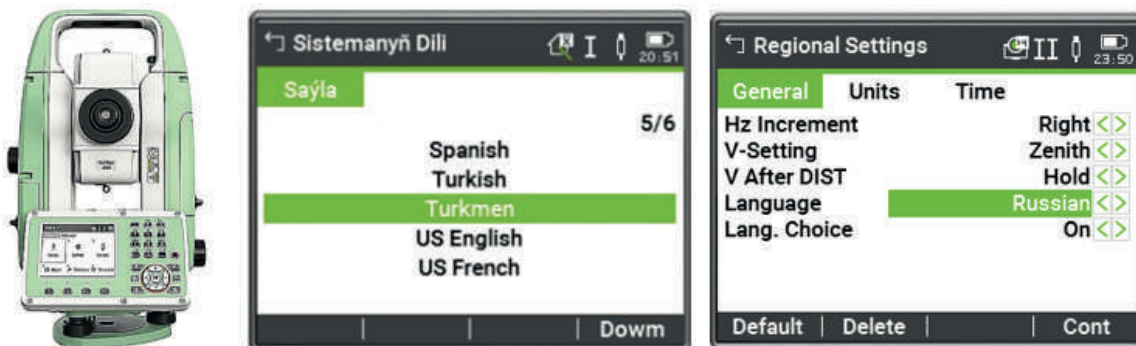 Sistemanyň Dili
I
20:51
Saýla
5/6
Spanish
Turkish
Turkmen
US English
US French
Dowm
Regional Settings
II
23:50
General Units Time
Hz Increment Right
V-Setting Zenith
V After DIST Hold
Language Russian
Lang. Choice On
Default Delete Cont